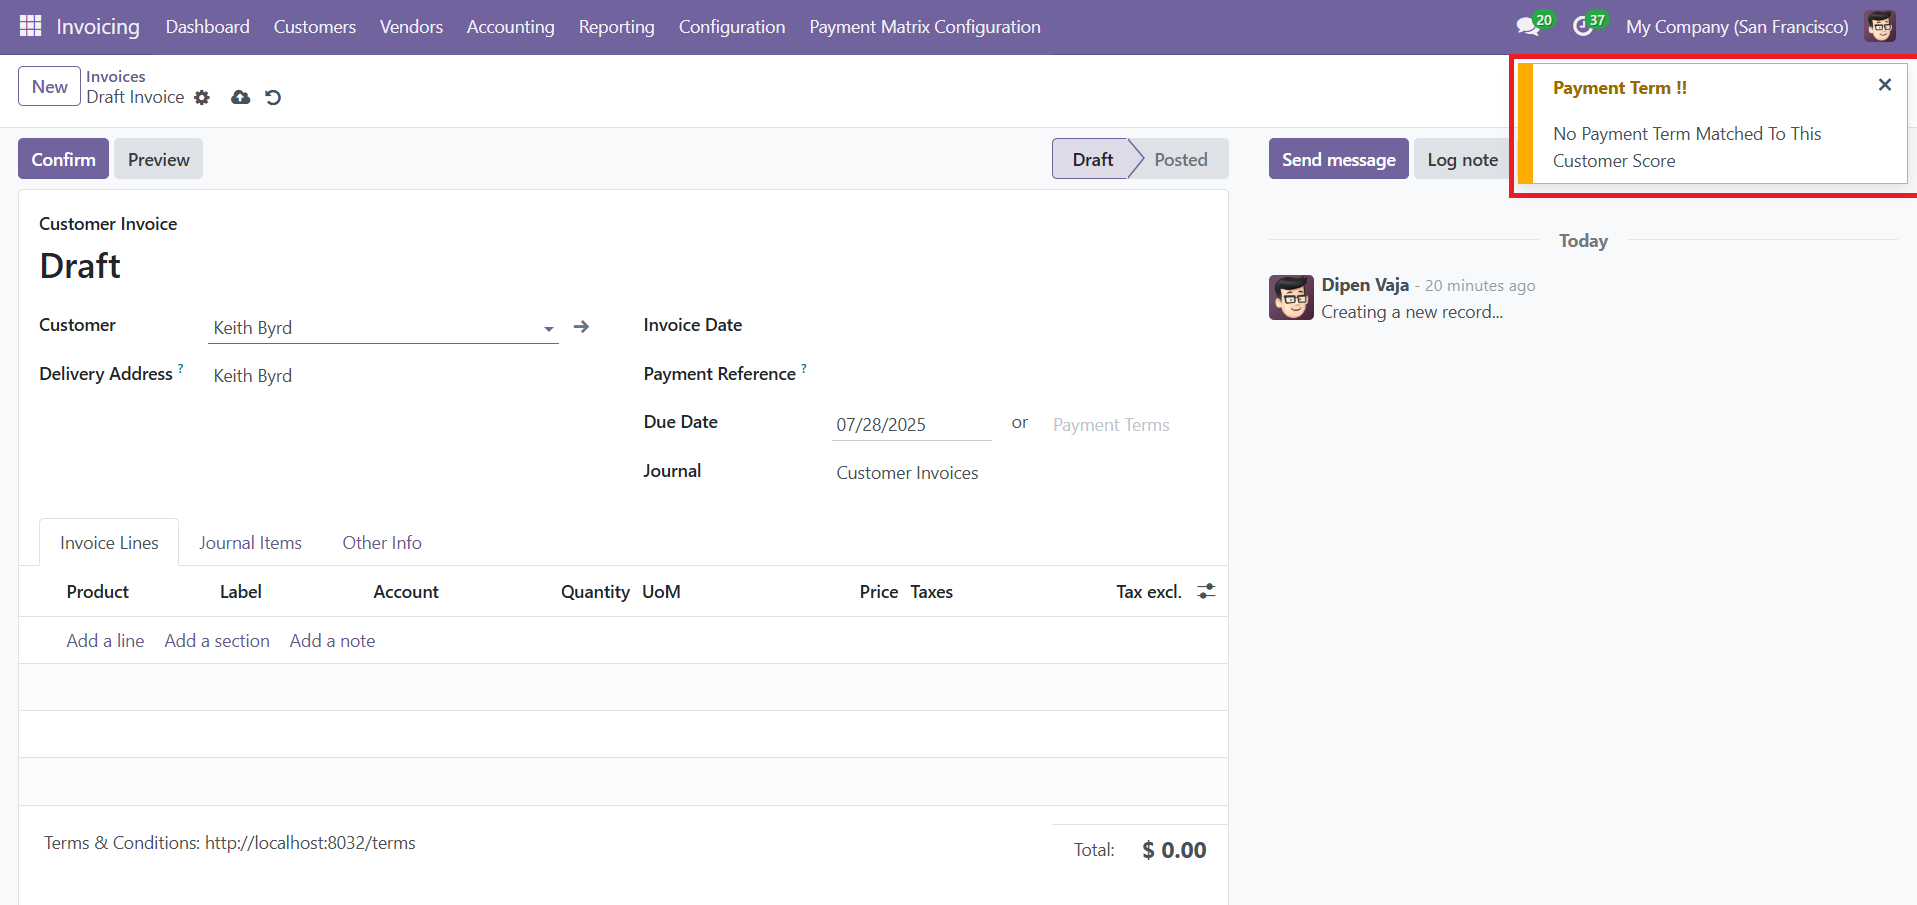 Invoicing Dashboard Customers Vendors Accounting Reporting Configuration Payment Matrix Configuration 20 37 My Company (San Francisco)
New
Invoices
Draft Invoice
Payment Term !!
No Payment Term Matched To This
Customer Score
Confirm Preview Draft Posted Send message Log note
Customer Invoice
Draft
Today
Dipen Vaja - 20 minutes ago
Creating a new record...
Customer Keith Byrd Invoice Date
Delivery Address ? Keith Byrd Payment Reference ?
Due Date 07/28/2025 or Payment Terms
Journal Customer Invoices
Invoice Lines Journal Items Other Info
Product Label Account Quantity UoM Price Taxes Tax excl.
Add a line Add a section Add a note
Terms & Conditions: http://localhost:8032/terms
Total: $ 0.00